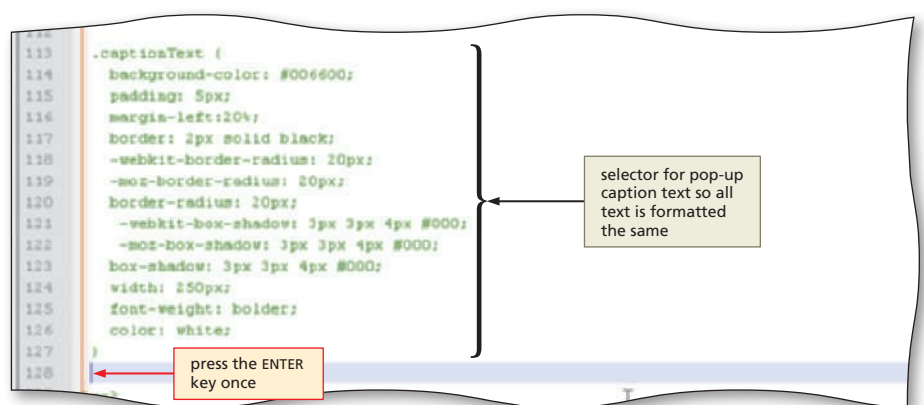 112
113 .captionText {
114 background-color: #006600;
115 padding: 5px;
116 margin-left:20%;
117 border: 2px solid black;
118 -webkit-border-radius: 20px;
119 -moz-border-radius: 20px;
120 border-radius: 20px;
121 -webkit-box-shadow: 3px 3px 4px #000;
122 -moz-box-shadow: 3px 3px 4px #000;
123 box-shadow: 3px 3px 4px #000;
124 width: 250px;
125 font-weight: bolder;
126 color: white;
127 }
128
selector for pop-up
caption text so all
text is formatted
the same
press the ENTER
key once